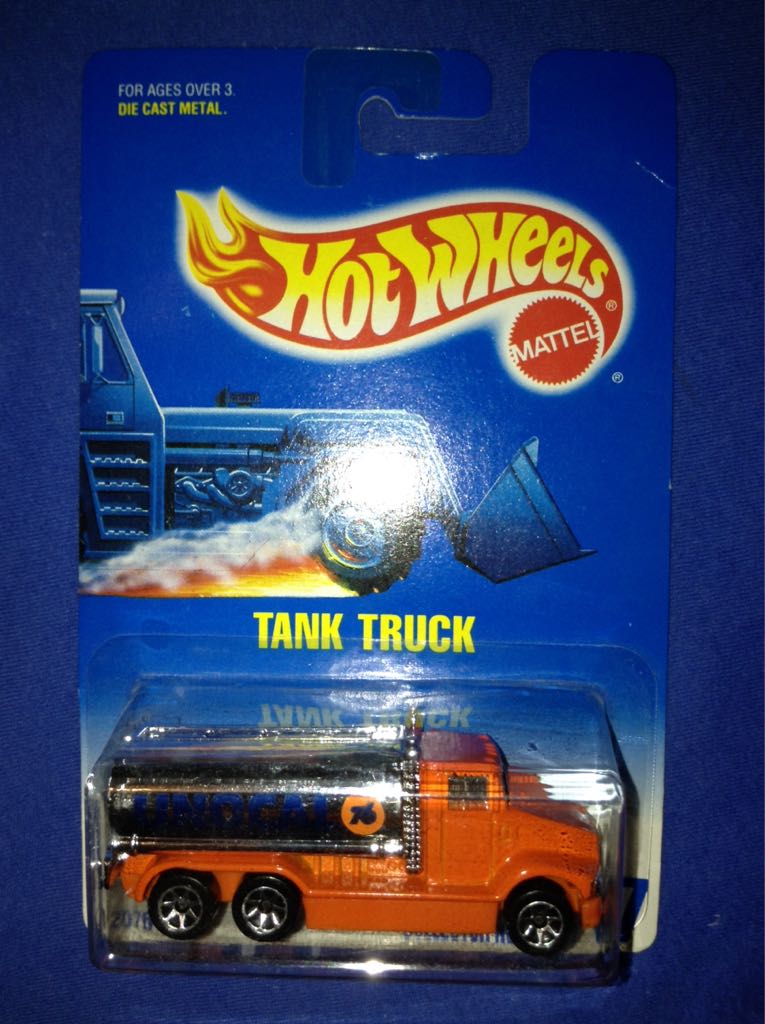 FOR AGES OVER 3.
DIE CAST METAL.
Hot Wheels®
MATTEL
®
TANK TRUCK
UNOCAL 76